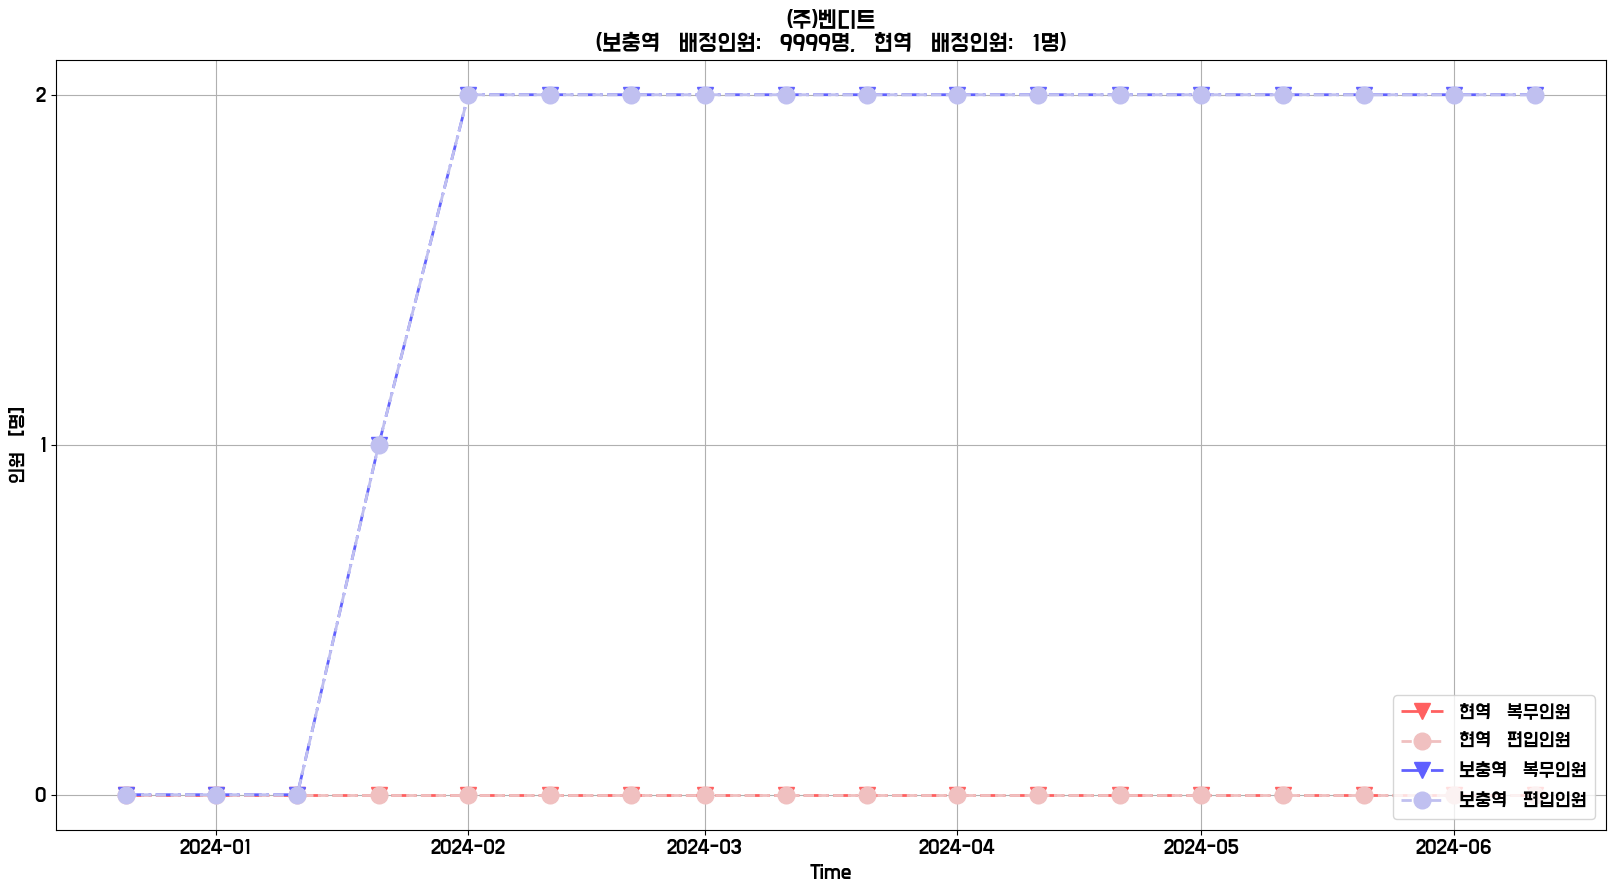 (주)벤디트
(보충역 배정인원: 9999명, 현역 배정인원: 1명)
인원 [명]
2
1
0
2024-01
2024-02
2024-03
2024-04
2024-05
2024-06
Time
현역 복무인원
현역 편입인원
보충역 복무인원
보충역 편입인원